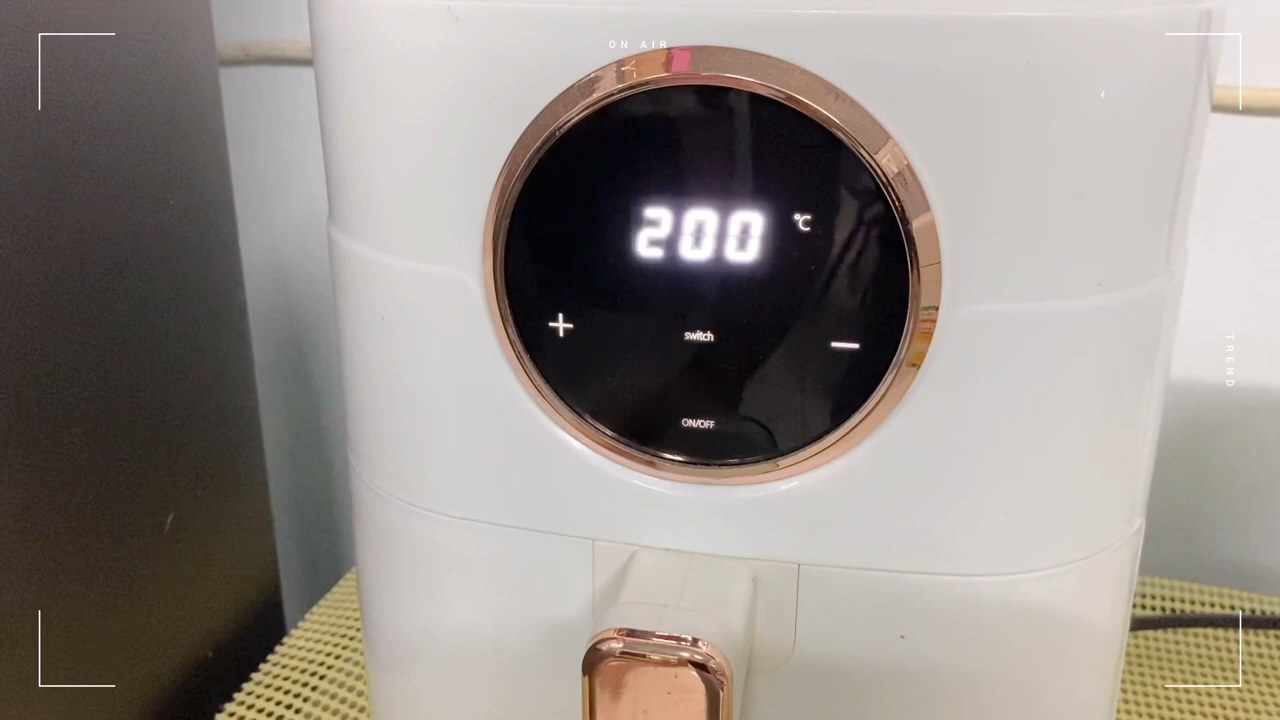 ON AIR
200 ℃
+
switch
—
ON/OFF
TREND